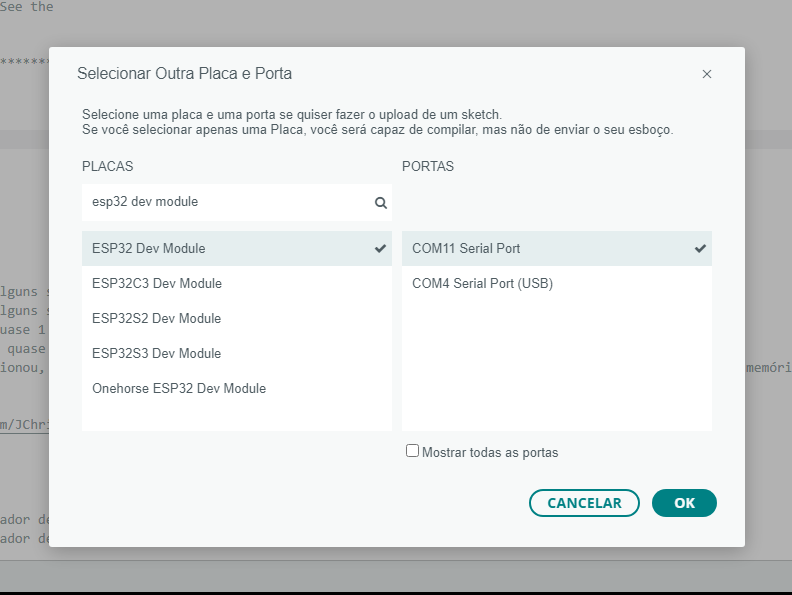 See the
*******
Selecionar Outra Placa e Porta
Selecione uma placa e uma porta se quiser fazer o upload de um sketch.
Se você selecionar apenas uma Placa, você será capaz de compilar, mas não de enviar o seu esboço.
PLACAS
PORTAS
esp32 dev module
ESP32 Dev Module
COM11 Serial Port
ESP32C3 Dev Module
COM4 Serial Port (USB)
lguns s
lguns s
ESP32S2 Dev Module
uase 1
quase
ESP32S3 Dev Module
ionou,
memóri
Onehorse ESP32 Dev Module
m/JChri
Mostrar todas as portas
CANCELAR
OK
ador de
ador de